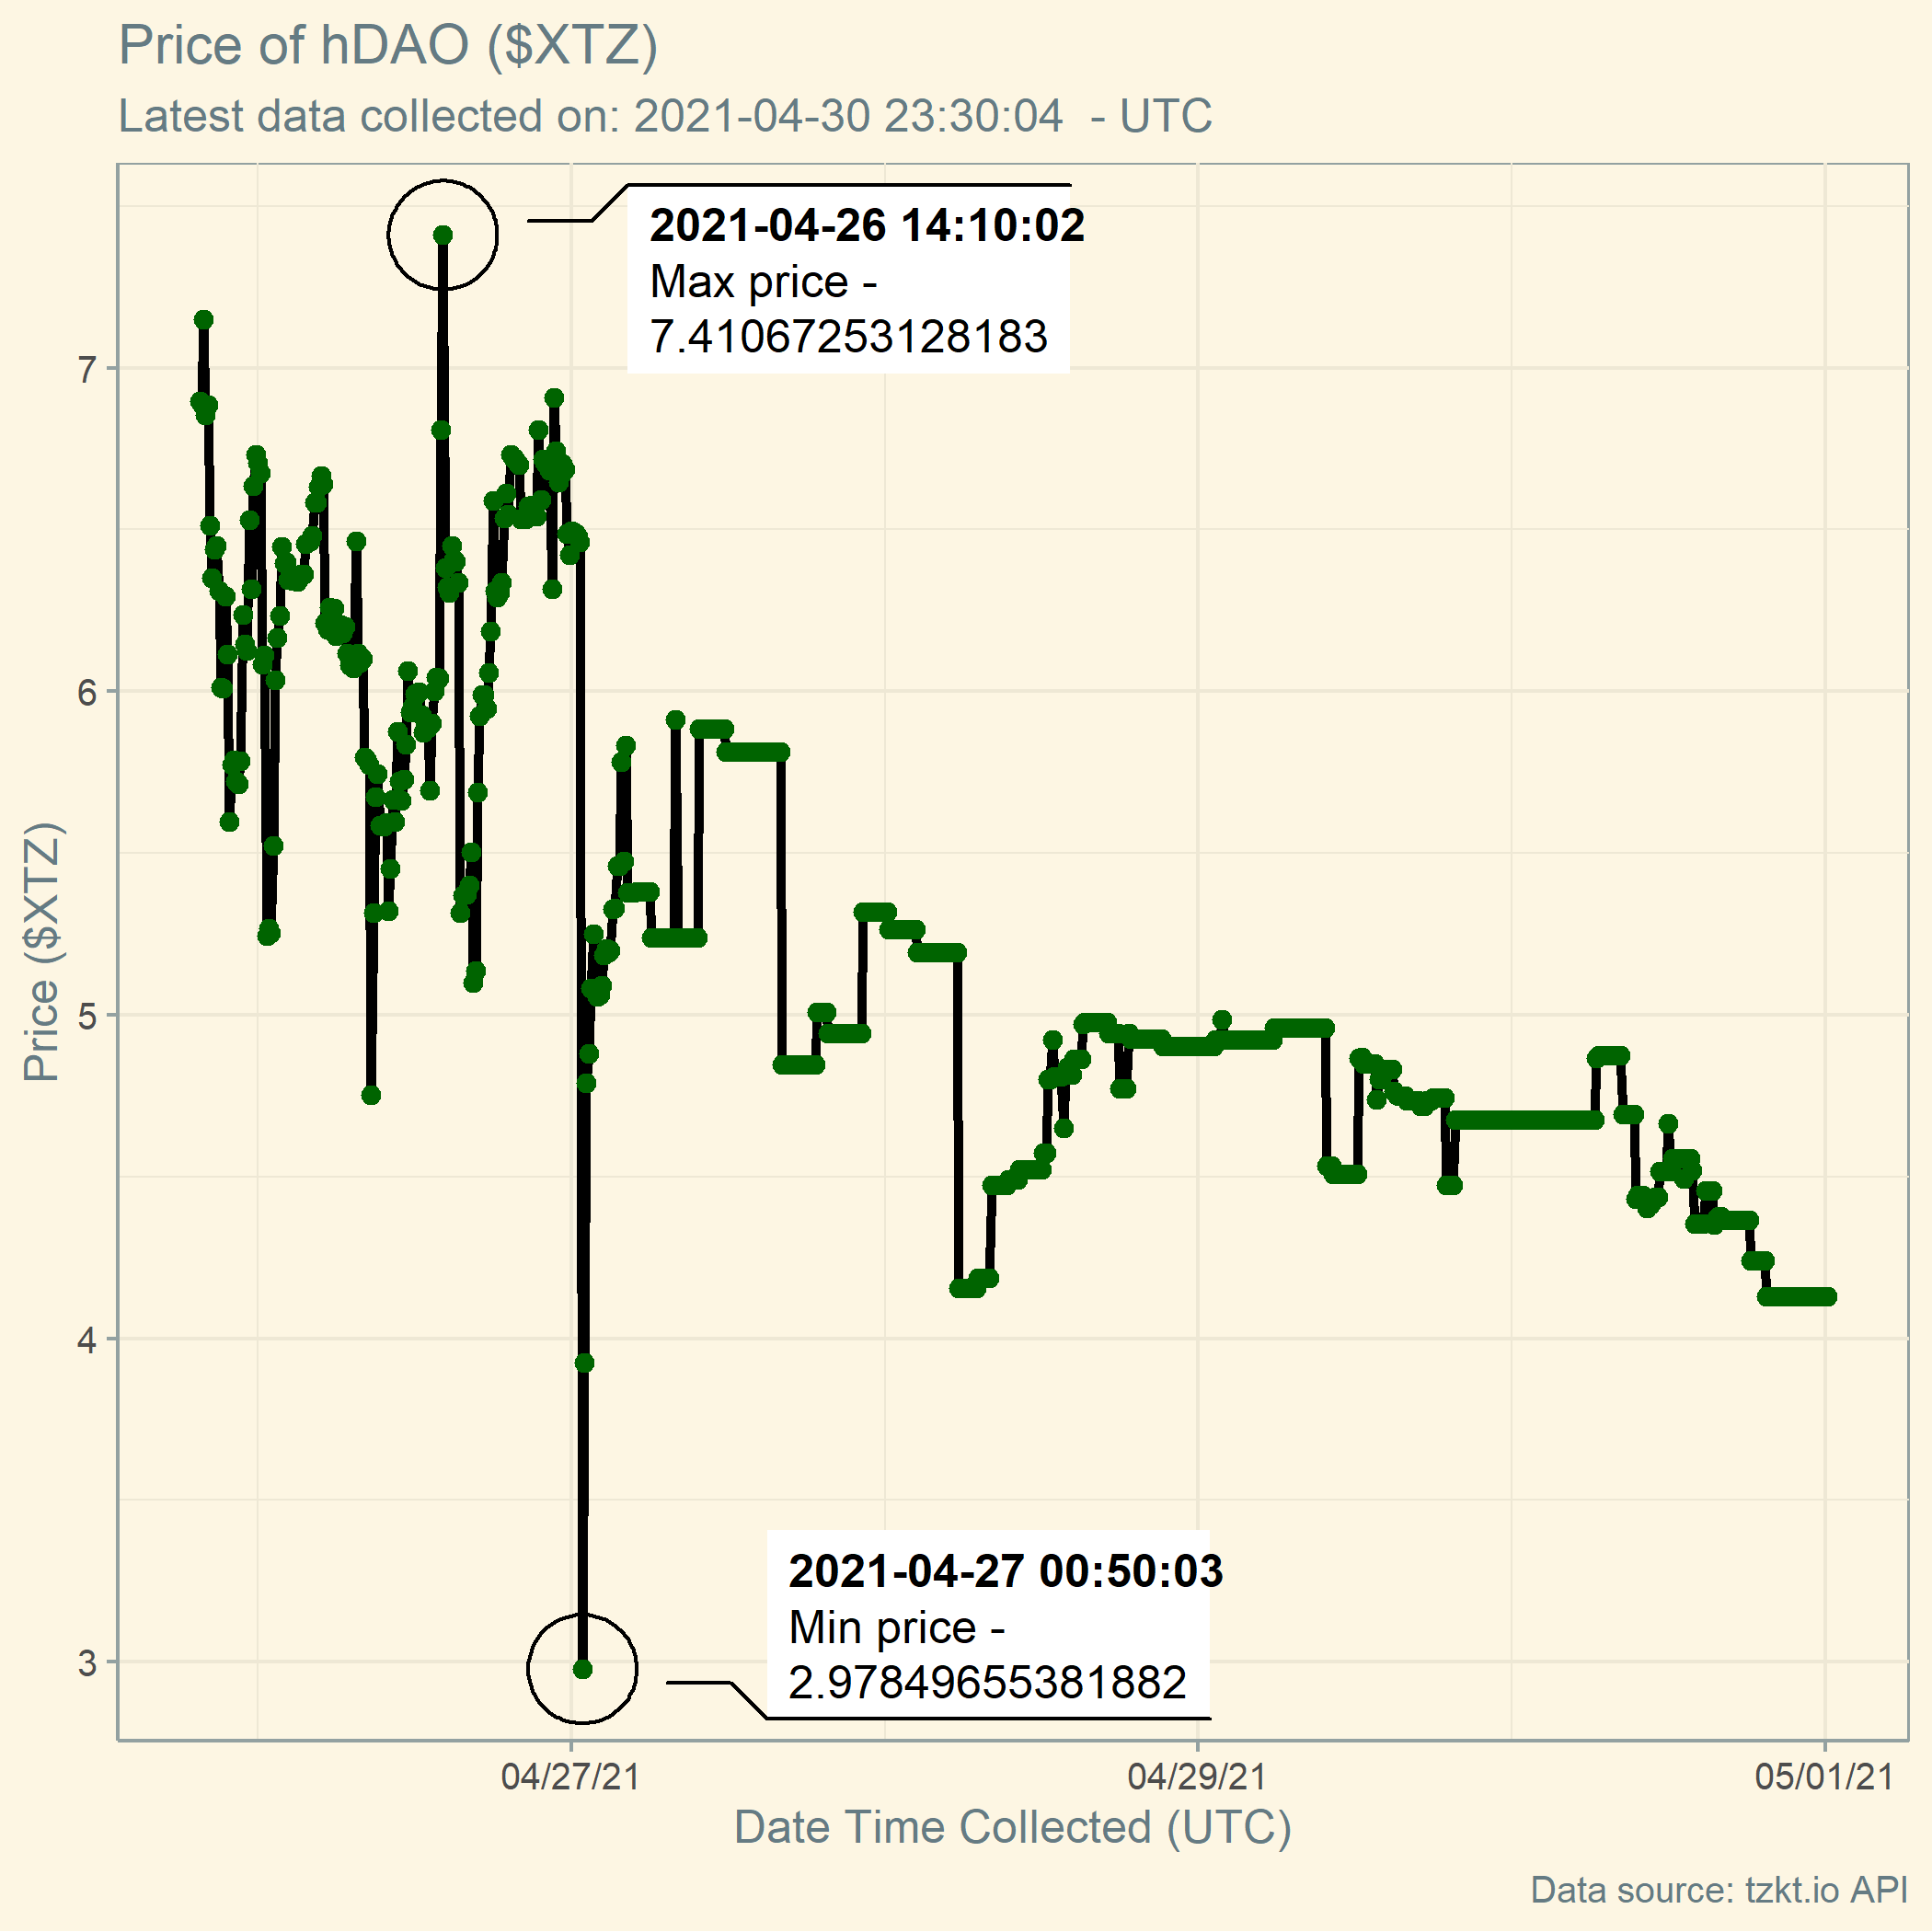 Price of hDAO ($XTZ)
Latest data collected on: 2021-04-30 23:30:04  - UTC
2021-04-26 14:10:02
Max price -
7.41067253128183
7
6
5
4
3
Price ($XTZ)
2021-04-27 00:50:03
Min price -
2.97849655381882
04/27/21
04/29/21
05/01/21
Date Time Collected (UTC)
Data source: tzkt.io API